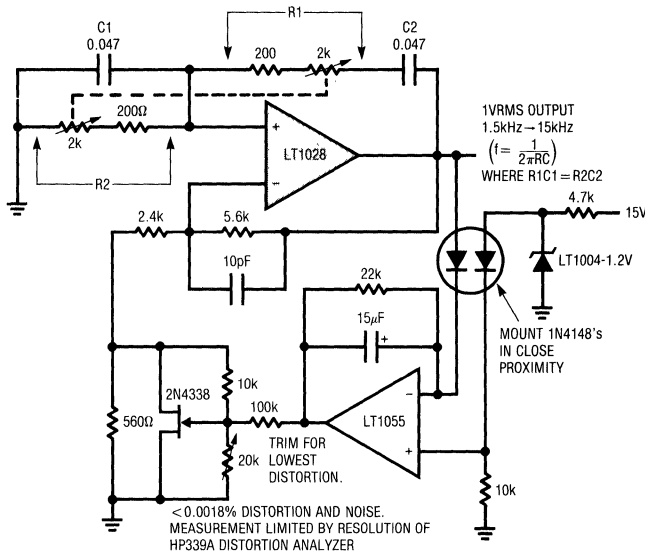 R1
C1
0.047
200
2k
C2
0.047
200Ω
2k
R2
+
LT1028
−
1VRMS OUTPUT
1.5kHz→15kHz
(f = 1/2πRC)
WHERE R1C1 = R2C2
4.7k
15V
LT1004-1.2V
2.4k
5.6k
10pF
22k
15µF
+
MOUNT 1N4148's
IN CLOSE
PROXIMITY
2N4338
10k
560Ω
100k
20k
−
LT1055
+
TRIM FOR
LOWEST
DISTORTION.
10k
<0.0018% DISTORTION AND NOISE.
MEASUREMENT LIMITED BY RESOLUTION OF
HP339A DISTORTION ANALYZER